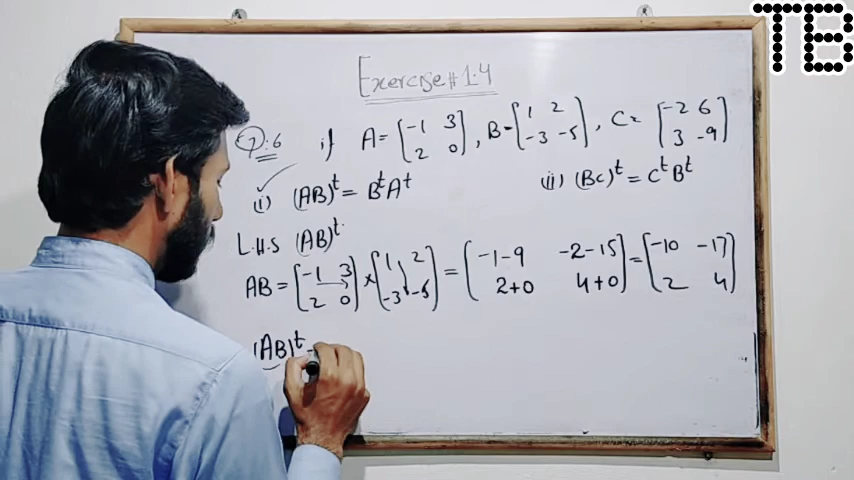 TB
Exercise # 1.4
Q:6 if A = [-1 3 , B = [1 2 , C = [-2 6
2 0] -3 -5] 3 -9]
(i) (AB)^t = B^t A^t (ii) (BC)^t = C^t B^t
L.H.S (AB)^t
AB = [-1 3 × [1 2 = [-1-9 -2-15 = [-10 -17
2 0] -3 -5] 2+0 4+0] 2 4]
(AB)^t =